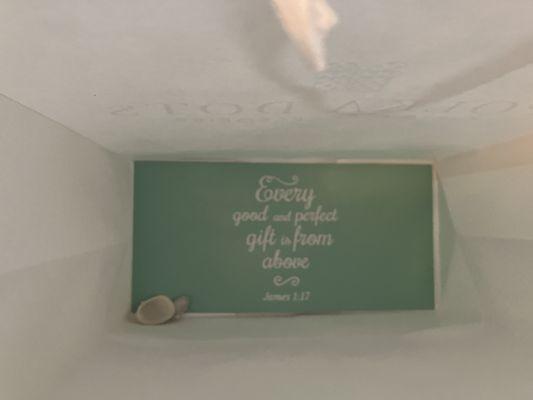 Every
good and perfect
gift is from
above
James 1:17